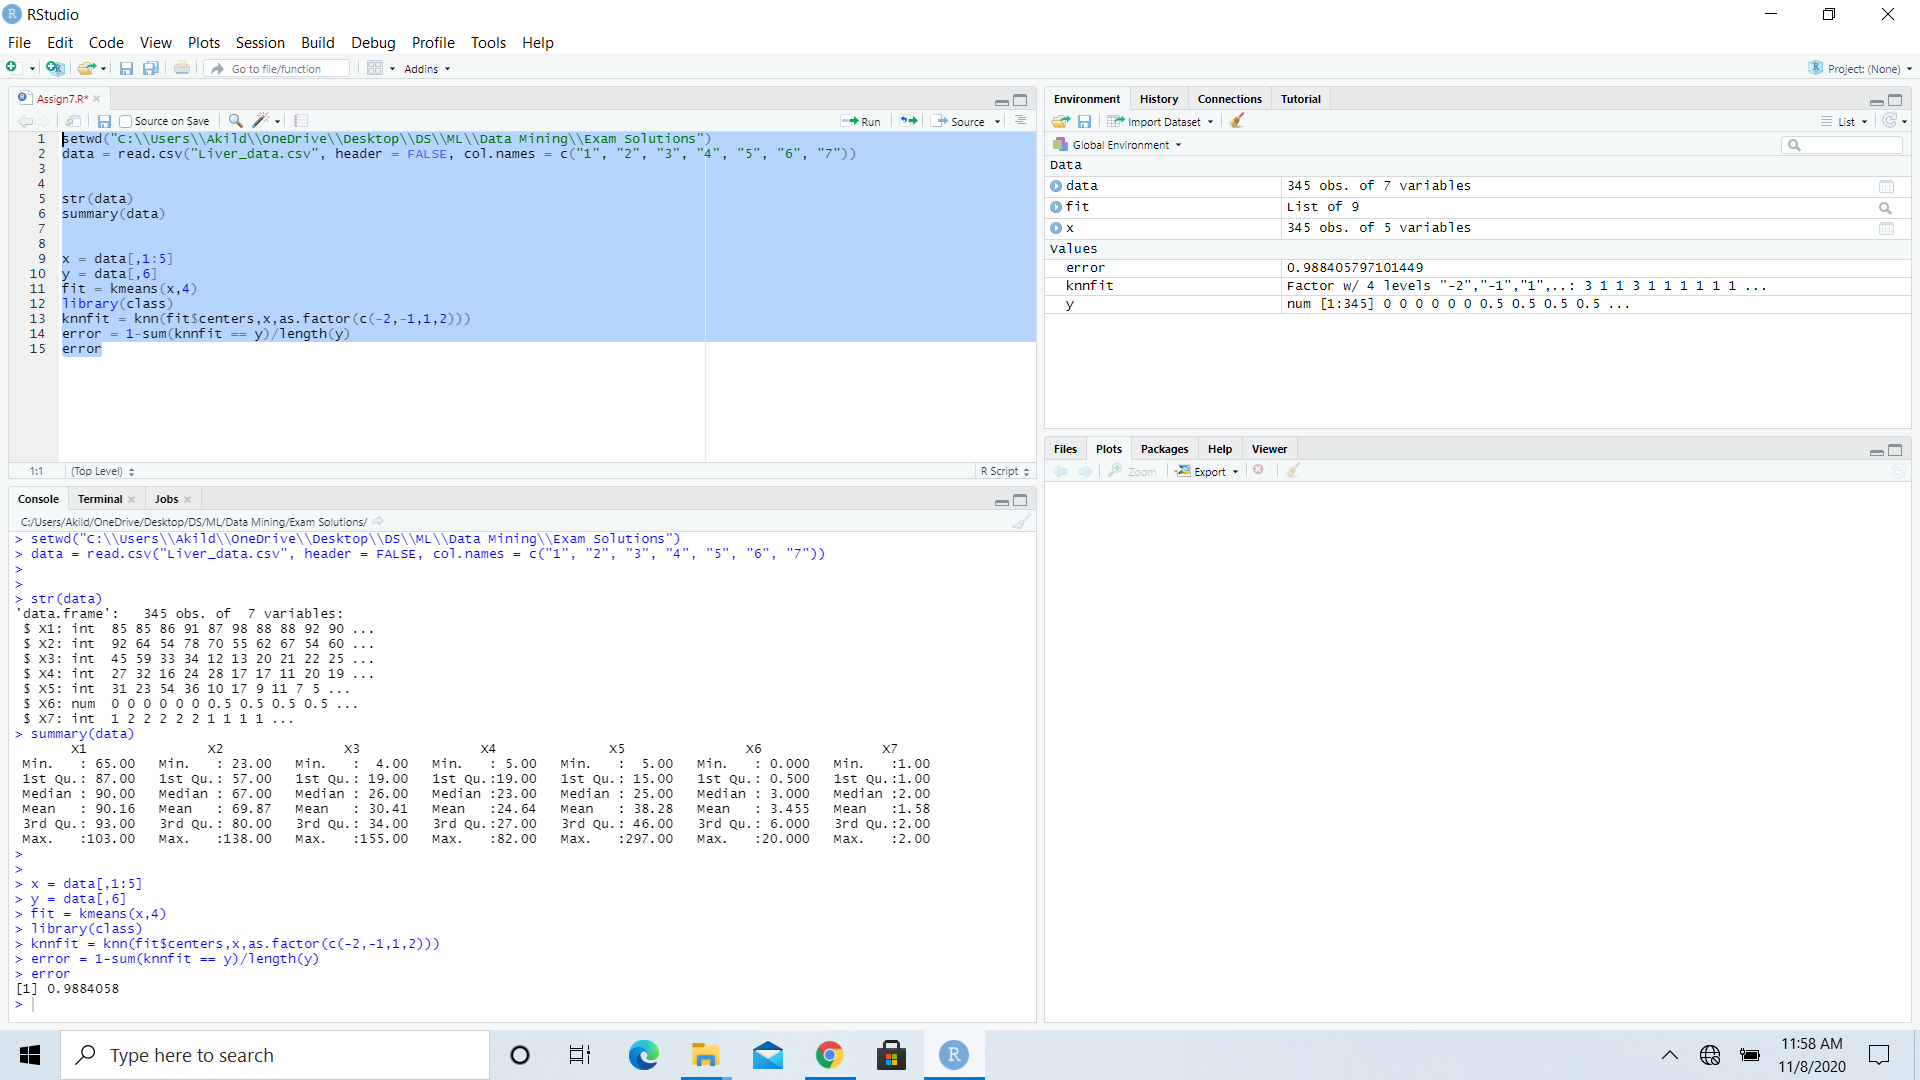 RStudio
File Edit Code View Plots Session Build Debug Profile Tools Help
Go to file/function Addins Project: (None)
Assign7.R*
Source on Save Run Source
1 setwd("C:\\Users\\Akild\\OneDrive\\Desktop\\DS\\ML\\Data Mining\\Exam Solutions")
2 data = read.csv("Liver_data.csv", header = FALSE, col.names = c("1", "2", "3", "4", "5", "6", "7"))
3
4
5 str(data)
6 summary(data)
7
8
9 x = data[,1:5]
10 y = data[,6]
11 fit = kmeans(x,4)
12 library(class)
13 knnfit = knn(fit$centers,x,as.factor(c(-2,-1,1,2)))
14 error = 1-sum(knnfit == y)/length(y)
15 error
1:1 (Top Level) R Script
Console Terminal Jobs
C:/Users/Akild/OneDrive/Desktop/DS/ML/Data Mining/Exam Solutions/
> setwd("C:\\Users\\Akild\\OneDrive\\Desktop\\DS\\ML\\Data Mining\\Exam Solutions")
> data = read.csv("Liver_data.csv", header = FALSE, col.names = c("1", "2", "3", "4", "5", "6", "7"))
>
>
> str(data)
'data.frame': 345 obs. of 7 variables:
$ X1: int 85 85 86 91 87 98 88 88 92 90 ...
$ X2: int 92 64 54 78 70 55 62 67 54 60 ...
$ X3: int 45 59 33 34 12 13 20 21 22 25 ...
$ X4: int 27 32 16 24 28 17 17 11 20 19 ...
$ X5: int 31 23 54 36 10 17 9 11 7 5 ...
$ X6: num 0 0 0 0 0 0 0.5 0.5 0.5 0.5 ...
$ X7: int 1 2 2 2 2 2 1 1 1 1 ...
> summary(data)
X1 X2 X3 X4 X5 X6 X7
Min. : 65.00 Min. : 23.00 Min. : 4.00 Min. : 5.00 Min. : 5.00 Min. : 0.000 Min. :1.00
1st Qu.: 87.00 1st Qu.: 57.00 1st Qu.: 19.00 1st Qu.:19.00 1st Qu.: 15.00 1st Qu.: 0.500 1st Qu.:1.00
Median : 90.00 Median : 67.00 Median : 26.00 Median :23.00 Median : 25.00 Median : 3.000 Median :2.00
Mean : 90.16 Mean : 69.87 Mean : 30.41 Mean :24.64 Mean : 38.28 Mean : 3.455 Mean :1.58
3rd Qu.: 93.00 3rd Qu.: 80.00 3rd Qu.: 34.00 3rd Qu.:27.00 3rd Qu.: 46.00 3rd Qu.: 6.000 3rd Qu.:2.00
Max. :103.00 Max. :138.00 Max. :155.00 Max. :82.00 Max. :297.00 Max. :20.000 Max. :2.00
>
>
> x = data[,1:5]
> y = data[,6]
> fit = kmeans(x,4)
> library(class)
> knnfit = knn(fit$centers,x,as.factor(c(-2,-1,1,2)))
> error = 1-sum(knnfit == y)/length(y)
> error
[1] 0.9884058
>
Environment History Connections Tutorial
Import Dataset List
Global Environment
Data
data 345 obs. of 7 variables
fit List of 9
x 345 obs. of 5 variables
Values
error 0.988405797101449
knnfit Factor w/ 4 levels "-2","-1","1",..: 3 1 1 3 1 1 1 1 1 1 ...
y num [1:345] 0 0 0 0 0 0 0.5 0.5 0.5 0.5 ...
Files Plots Packages Help Viewer
Zoom Export
Type here to search
11:58 AM
11/8/2020